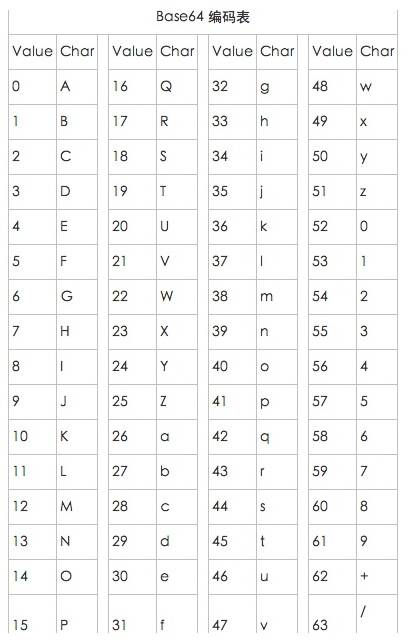 Base64 编码表
Value Char Value Char Value Char Value Char
0 A 16 Q 32 g 48 w
1 B 17 R 33 h 49 x
2 C 18 S 34 i 50 y
3 D 19 T 35 j 51 z
4 E 20 U 36 k 52 0
5 F 21 V 37 l 53 1
6 G 22 W 38 m 54 2
7 H 23 X 39 n 55 3
8 I 24 Y 40 o 56 4
9 J 25 Z 41 p 57 5
10 K 26 a 42 q 58 6
11 L 27 b 43 r 59 7
12 M 28 c 44 s 60 8
13 N 29 d 45 t 61 9
14 O 30 e 46 u 62 +
15 P 31 f 47 v 63 /